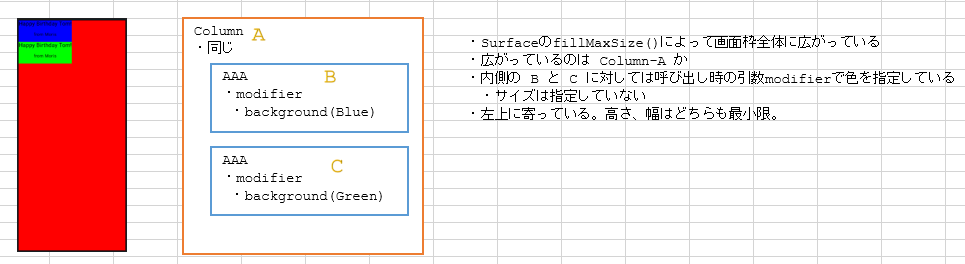 Happy Birthday Tom!
from Maria
Column A
・同じ
AAA B
・modifier
・background(Blue)
AAA C
・modifier
・background(Green)
・SurfaceのfillMaxSize()によって画面枠全体に広がっている
・広がっているのは Column-A か
・内側の B と C に対しては呼び出し時の引数modifierで色を指定している
・サイズは指定していない
・左上に寄っている。高さ、幅はどちらも最小限。